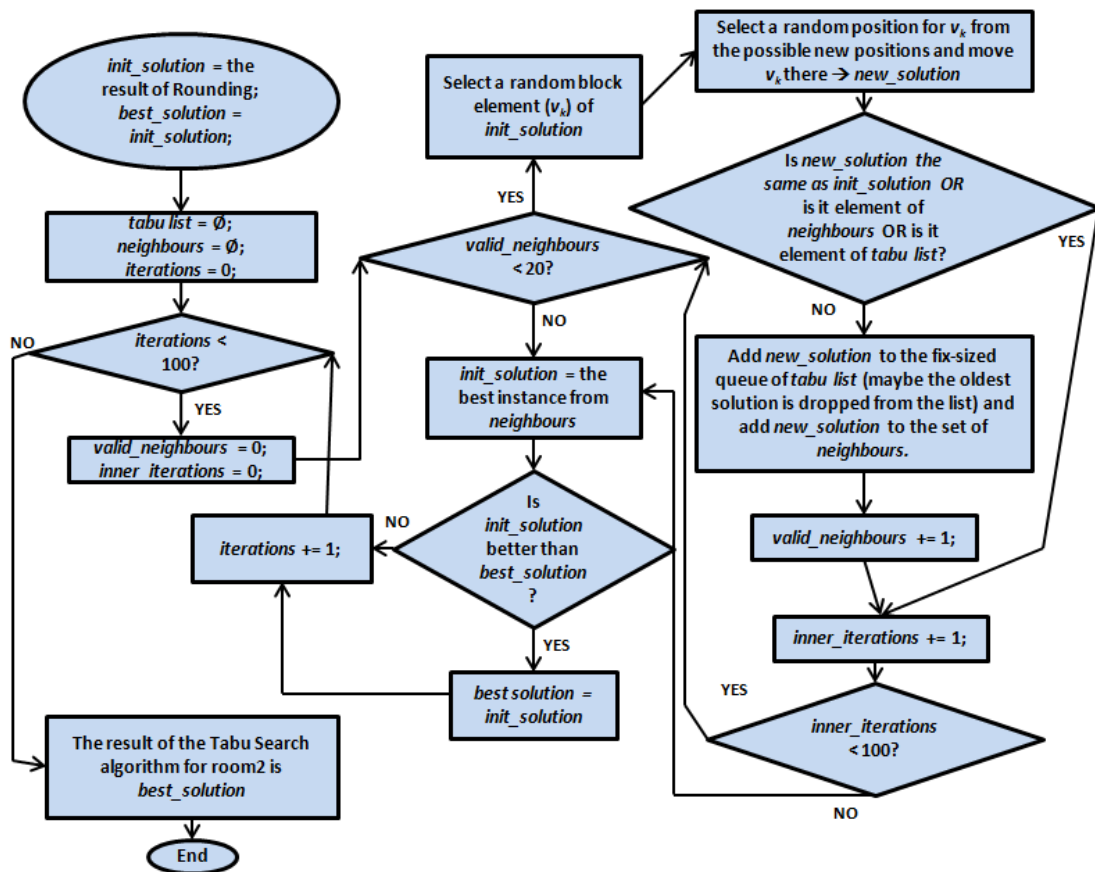 init_solution = the
result of Rounding;
best_solution =
init_solution;
tabu list = Ø;
neighbours = Ø;
iterations = 0;
NO
iterations <
100?
YES
valid_neighbours = 0;
inner_iterations = 0;
iterations += 1;
The result of the Tabu Search
algorithm for room2 is
best_solution
End
Select a random block
element (vk) of
init_solution
YES
valid_neighbours
< 20?
NO
init_solution = the
best instance from
neighbours
NO
Is
init_solution
better than
best_solution
?
YES
best solution =
init_solution
Select a random position for vk from
the possible new positions and move
vk there → new_solution
Is new_solution the
same as init_solution OR
is it element of
neighbours OR is it
element of tabu list?
YES
NO
Add new_solution to the fix-sized
queue of tabu list (maybe the oldest
solution is dropped from the list) and
add new_solution to the set of
neighbours.
valid_neighbours += 1;
inner_iterations += 1;
YES
inner_iterations
< 100?
NO